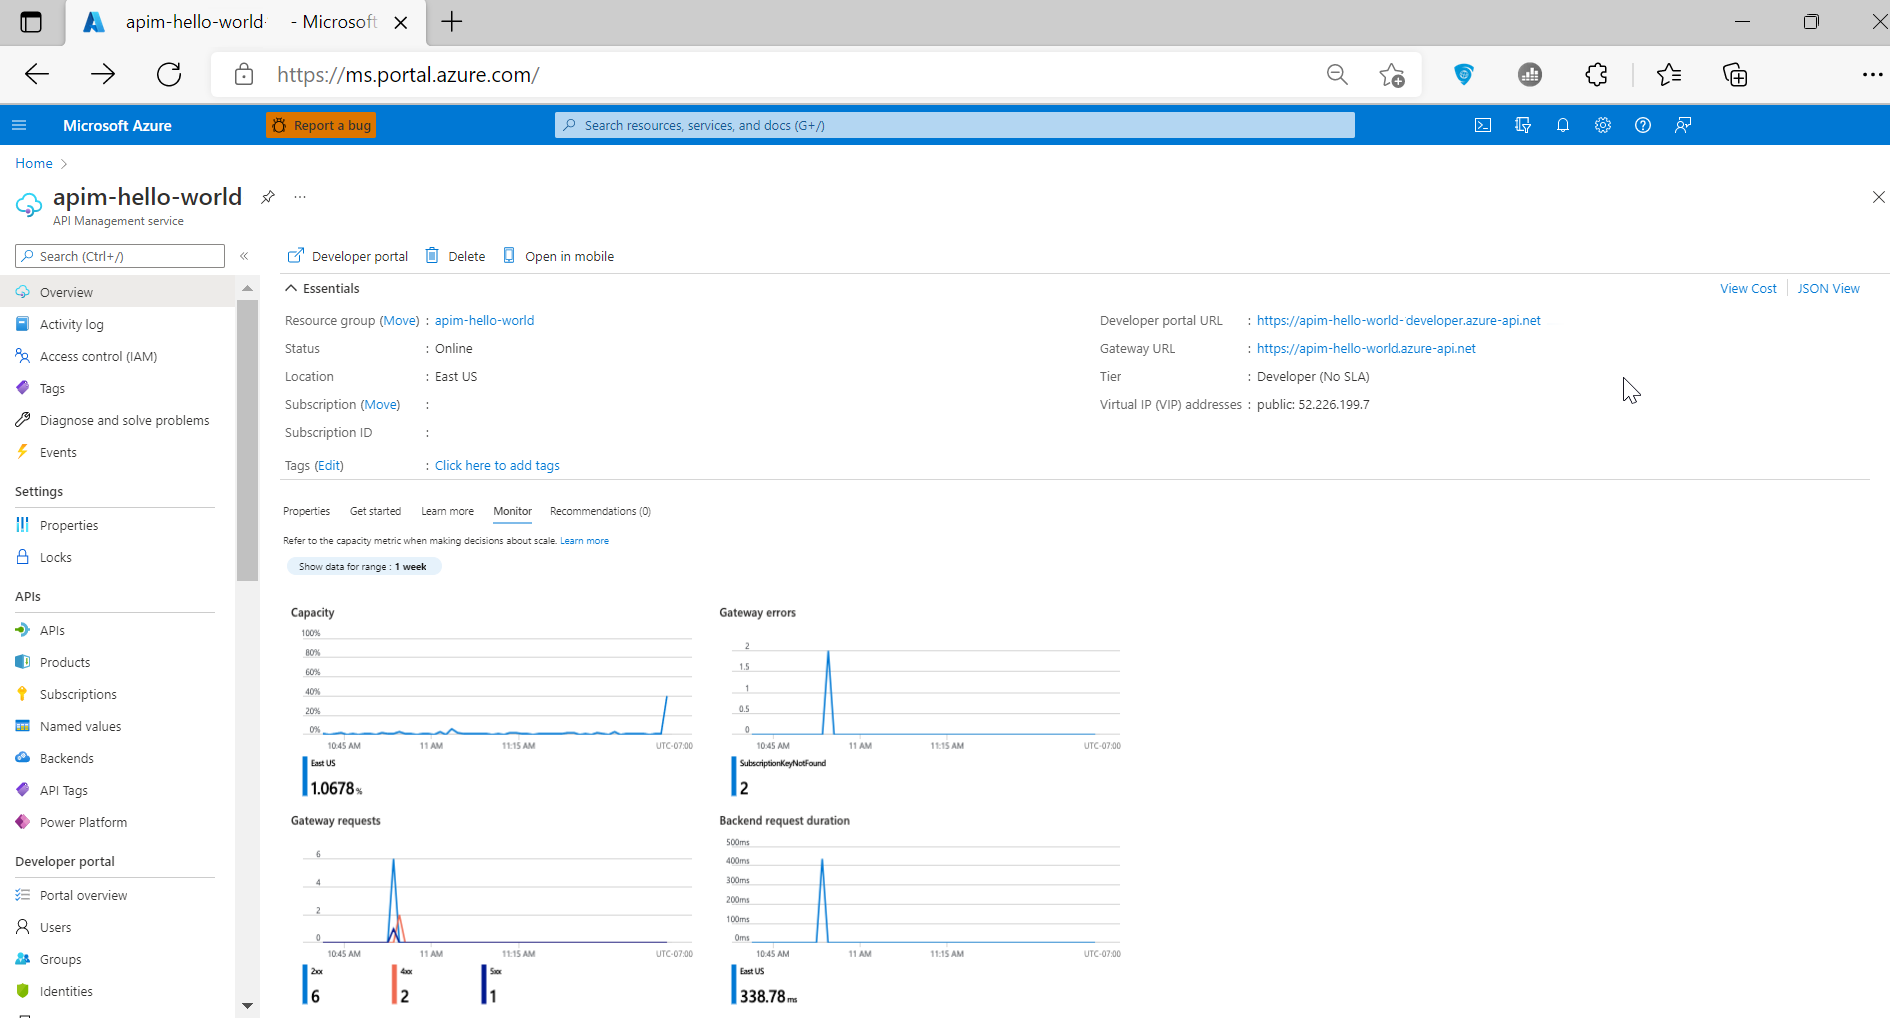 apim-hello-world - Microsoft
https://ms.portal.azure.com/
Microsoft Azure
Report a bug
Search resources, services, and docs (G+/)
Home
apim-hello-world
API Management service
Search (Ctrl+/)
Overview
Activity log
Access control (IAM)
Tags
Diagnose and solve problems
Events
Settings
Properties
Locks
APIs
APIs
Products
Subscriptions
Named values
Backends
API Tags
Power Platform
Developer portal
Portal overview
Users
Groups
Identities
Developer portal
Delete
Open in mobile
Essentials
View Cost
JSON View
Resource group (Move) : apim-hello-world
Status : Online
Location : East US
Subscription (Move) :
Subscription ID :
Tags (Edit) : Click here to add tags
Developer portal URL : https://apim-hello-world-developer.azure-api.net
Gateway URL : https://apim-hello-world.azure-api.net
Tier : Developer (No SLA)
Virtual IP (VIP) addresses : public: 52.226.199.7
Properties Get started Learn more Monitor Recommendations (0)
Refer to the capacity metric when making decisions about scale. Learn more
Show data for range : 1 week
Capacity
100%
80%
60%
40%
20%
0%
10:45 AM 11 AM 11:15 AM UTC-07:00
East US
1.0678 %
Gateway errors
2
1.5
1
0.5
0
10:45 AM 11 AM 11:15 AM UTC-07:00
SubscriptionKeyNotFound
2
Gateway requests
6
4
2
0
10:45 AM 11 AM 11:15 AM UTC-07:00
2xx 4xx 5xx
6 2 1
Backend request duration
500ms
400ms
300ms
200ms
100ms
0ms
10:45 AM 11 AM 11:15 AM UTC-07:00
East US
338.78 ms